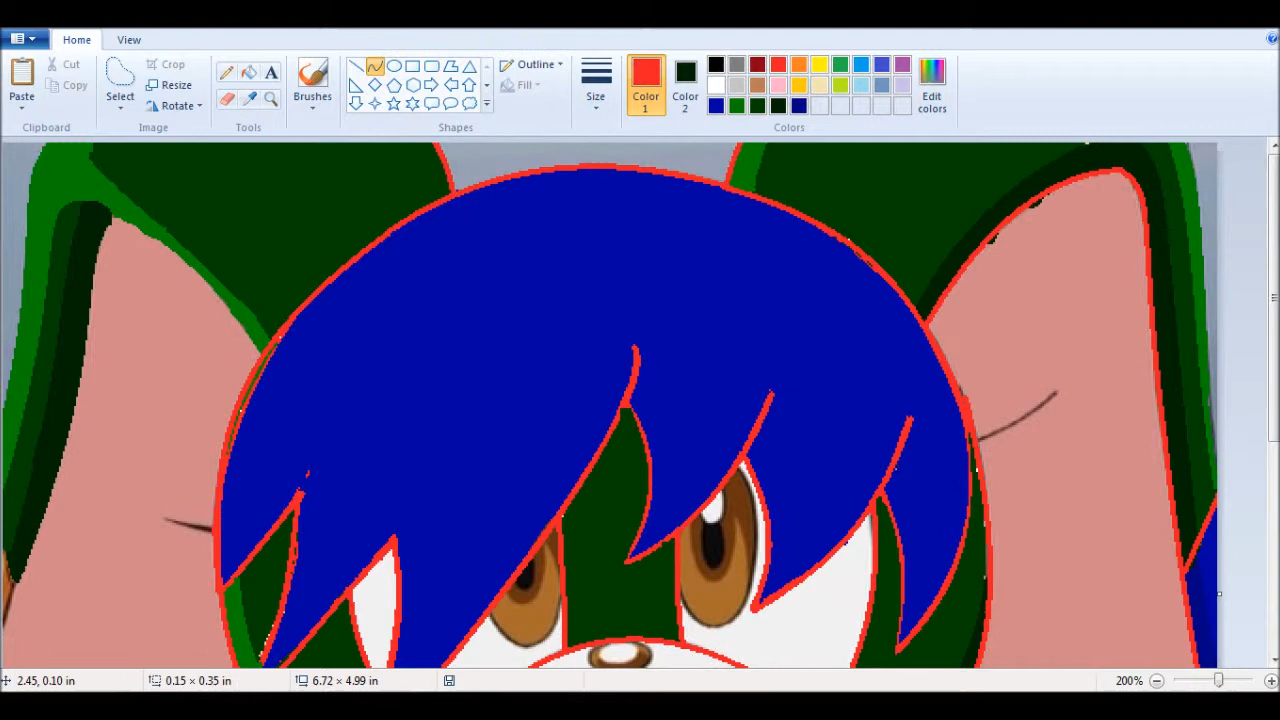 Home View
Paste
Cut
Copy
Clipboard
Select
Crop
Resize
Rotate
Image
A
Tools
Brushes
Outline
Fill
Shapes
Size
Color 1
Color 2
Edit colors
Colors
2.45, 0.10 in
0.15 × 0.35 in
6.72 × 4.99 in
200%